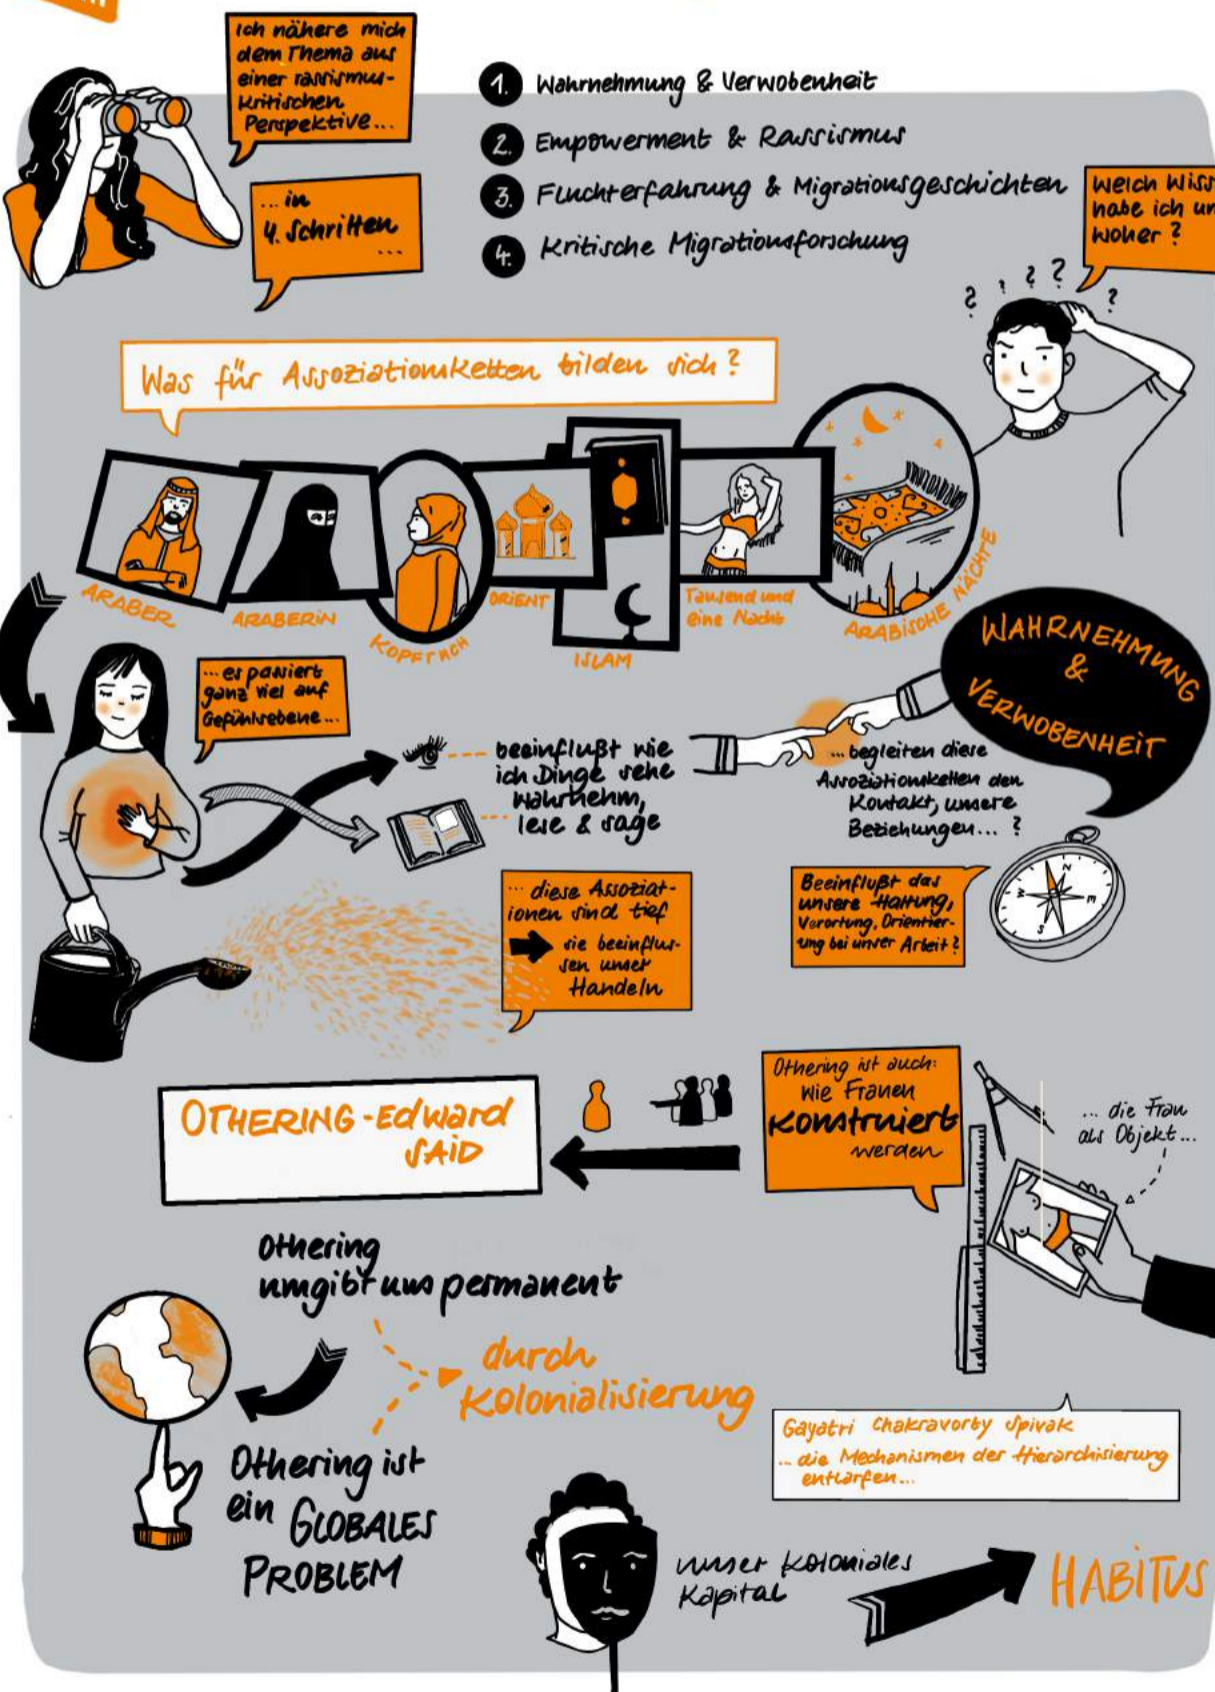 Ich nähere mich
dem Thema aus
einer rassismus-
kritischen
Perspektive...
... in
4. Schritten
...
1. Wahrnehmung & Verwobenheit
2. Empowerment & Rassismus
3. Fluchterfahrung & Migrationsgeschichten
4. Kritische Migrationsforschung
Welch Wiss
habe ich un
woher ?
? ? ? ? ?
Was für Assoziationsketten bilden sich ?
ARABER
ARABERIN
KOPFTUCH
ORIENT
ISLAM
Tausend und
eine Nacht
ARABISCHE NÄCHTE
WAHRNEHMUNG
&
VERWOBENHEIT
... es passiert
ganz viel auf
Gefühlsebene...
beeinflußt wie
ich Dinge sehe
wahrnehm,
lese & sage
... begleiten diese
Assoziationsketten den
Kontakt, unsere
Beziehungen... ?
... diese Assoziat-
ionen sind tief
sie beeinflus-
sen unser
Handeln
Beeinflußt das
unsere Haltung,
Verortung, Orientier-
ung bei unser Arbeit ?
N
E
S
W
OTHERING - Edward
SAID
Othering ist auch:
Wie Frauen
Konstruiert
werden
... die Frau
als Objekt...
Othering
umgibt uns permanent
durch
Kolonialisierung
Othering ist
ein GLOBALES
PROBLEM
Gayatri Chakravorby Spivak
... die Mechanismen der Hierarchisierung
entlarfen...
unser Koloniales
Kapital
HABITUS